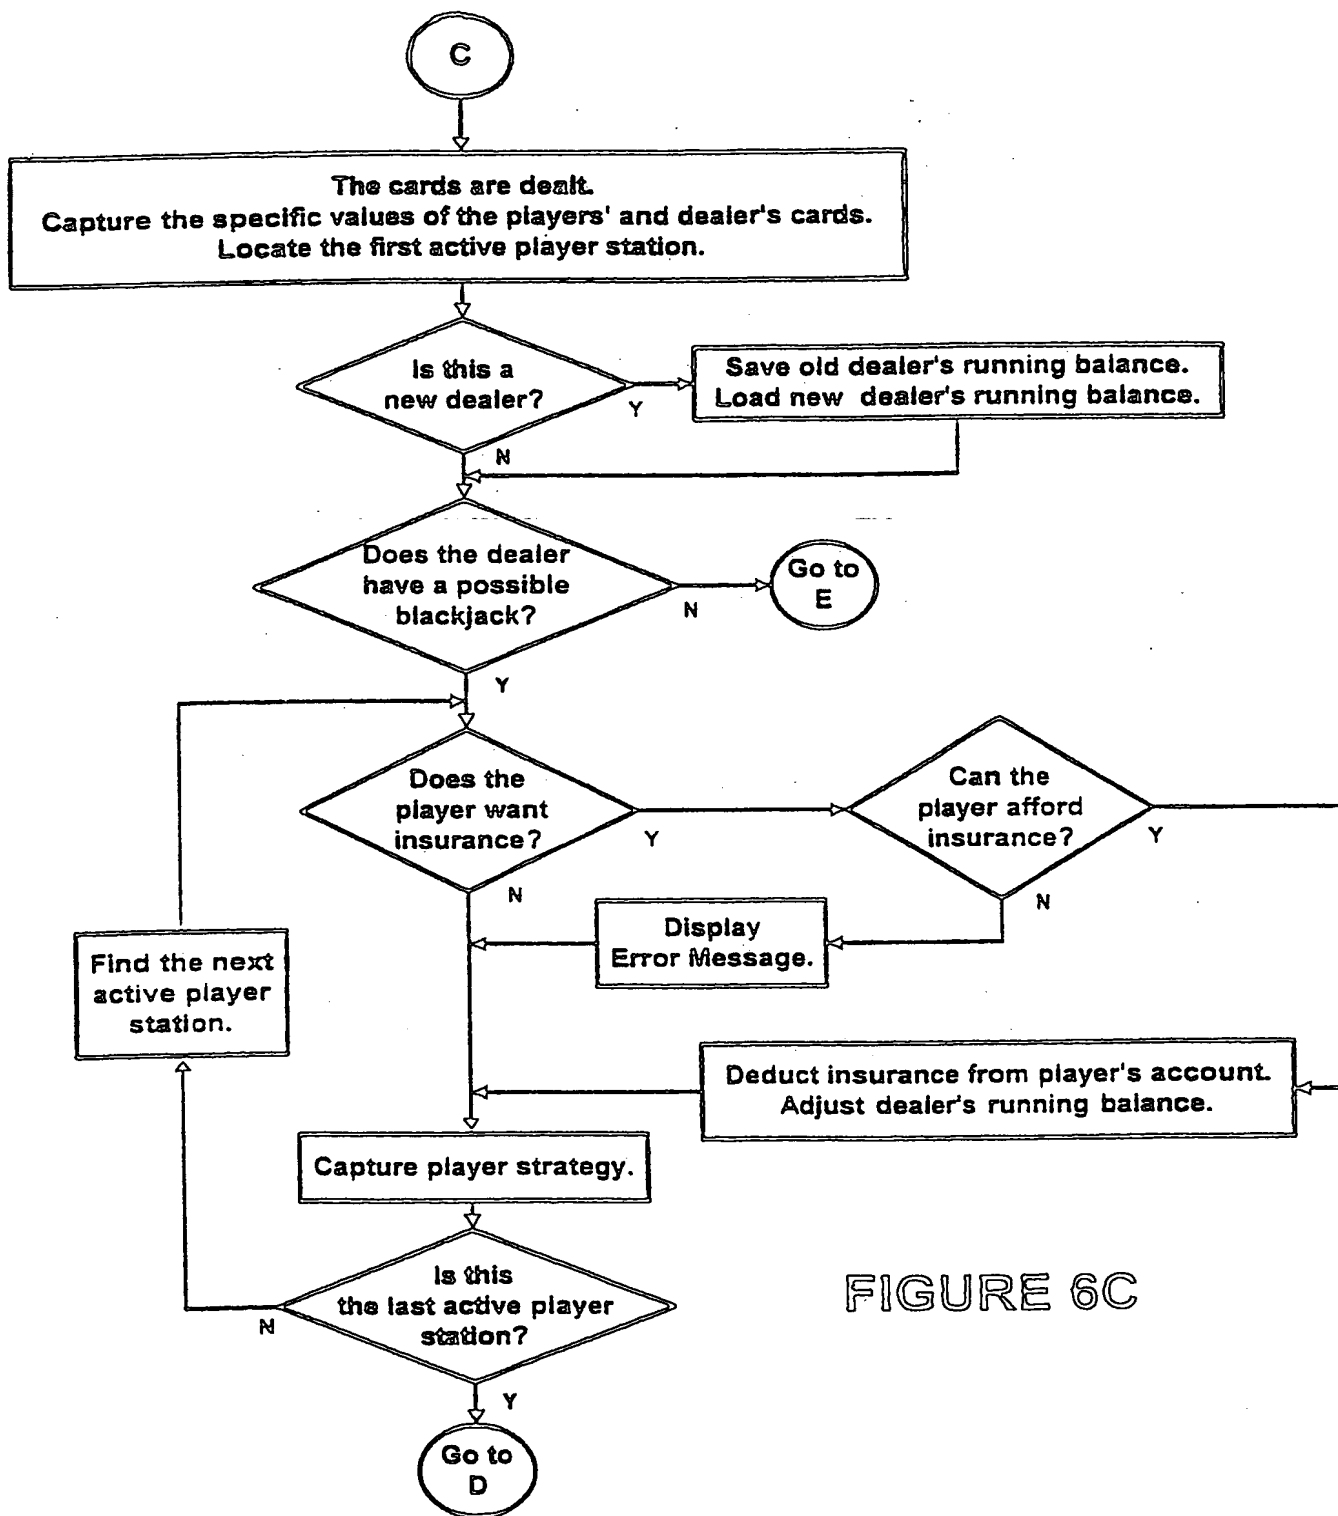 C
The cards are dealt.
Capture the specific values of the players' and dealer's cards.
Locate the first active player station.
Is this a
new dealer?
Y
Save old dealer's running balance.
Load new dealer's running balance.
N
Does the dealer
have a possible
blackjack?
N
Go to
E
Y
Does the
player want
insurance?
Y
Can the
player afford
insurance?
Y
N
N
Display
Error Message.
Find the next
active player
station.
Deduct insurance from player's account.
Adjust dealer's running balance.
Capture player strategy.
Is this
the last active player
station?
N
Y
Go to
D
FIGURE 6C